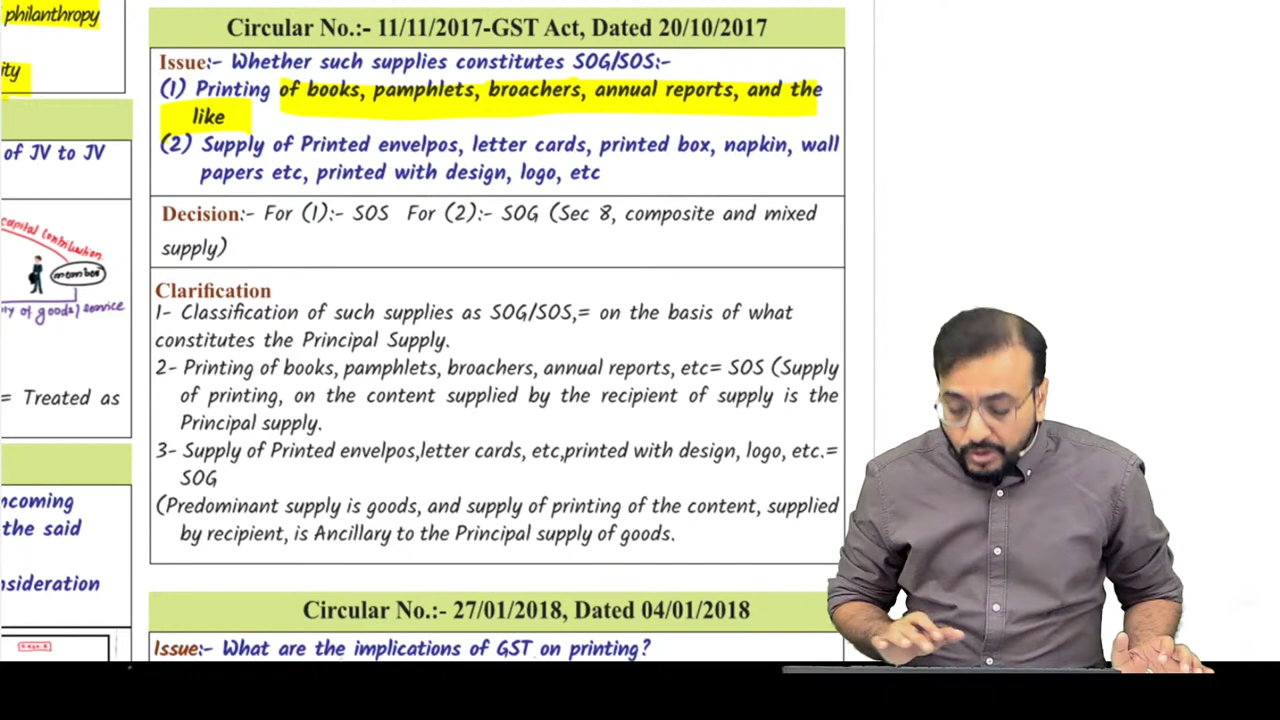 philanthropy
ity
of JV to JV
capital contribution
member
ity of goods) service
= Treated as
ncoming
the said
nsideration
Circular No.:- 11/11/2017-GST Act, Dated 20/10/2017
Issue:- Whether such supplies constitutes SOG/SOS:-
(1) Printing of books, pamphlets, broachers, annual reports, and the
like
(2) Supply of Printed envelpos, letter cards, printed box, napkin, wall
papers etc, printed with design, logo, etc
Decision:- For (1):- SOS For (2):- SOG (Sec 8, composite and mixed
supply)
Clarification
1- Classification of such supplies as SOG/SOS,= on the basis of what
constitutes the Principal Supply.
2- Printing of books, pamphlets, broachers, annual reports, etc= SOS (Supply
of printing, on the content supplied by the recipient of supply is the
Principal supply.
3- Supply of Printed envelpos,letter cards, etc,printed with design, logo, etc.=
SOG
(Predominant supply is goods, and supply of printing of the content, supplied
by recipient, is Ancillary to the Principal supply of goods.
Circular No.:- 27/01/2018, Dated 04/01/2018
Issue:- What are the implications of GST on printing?